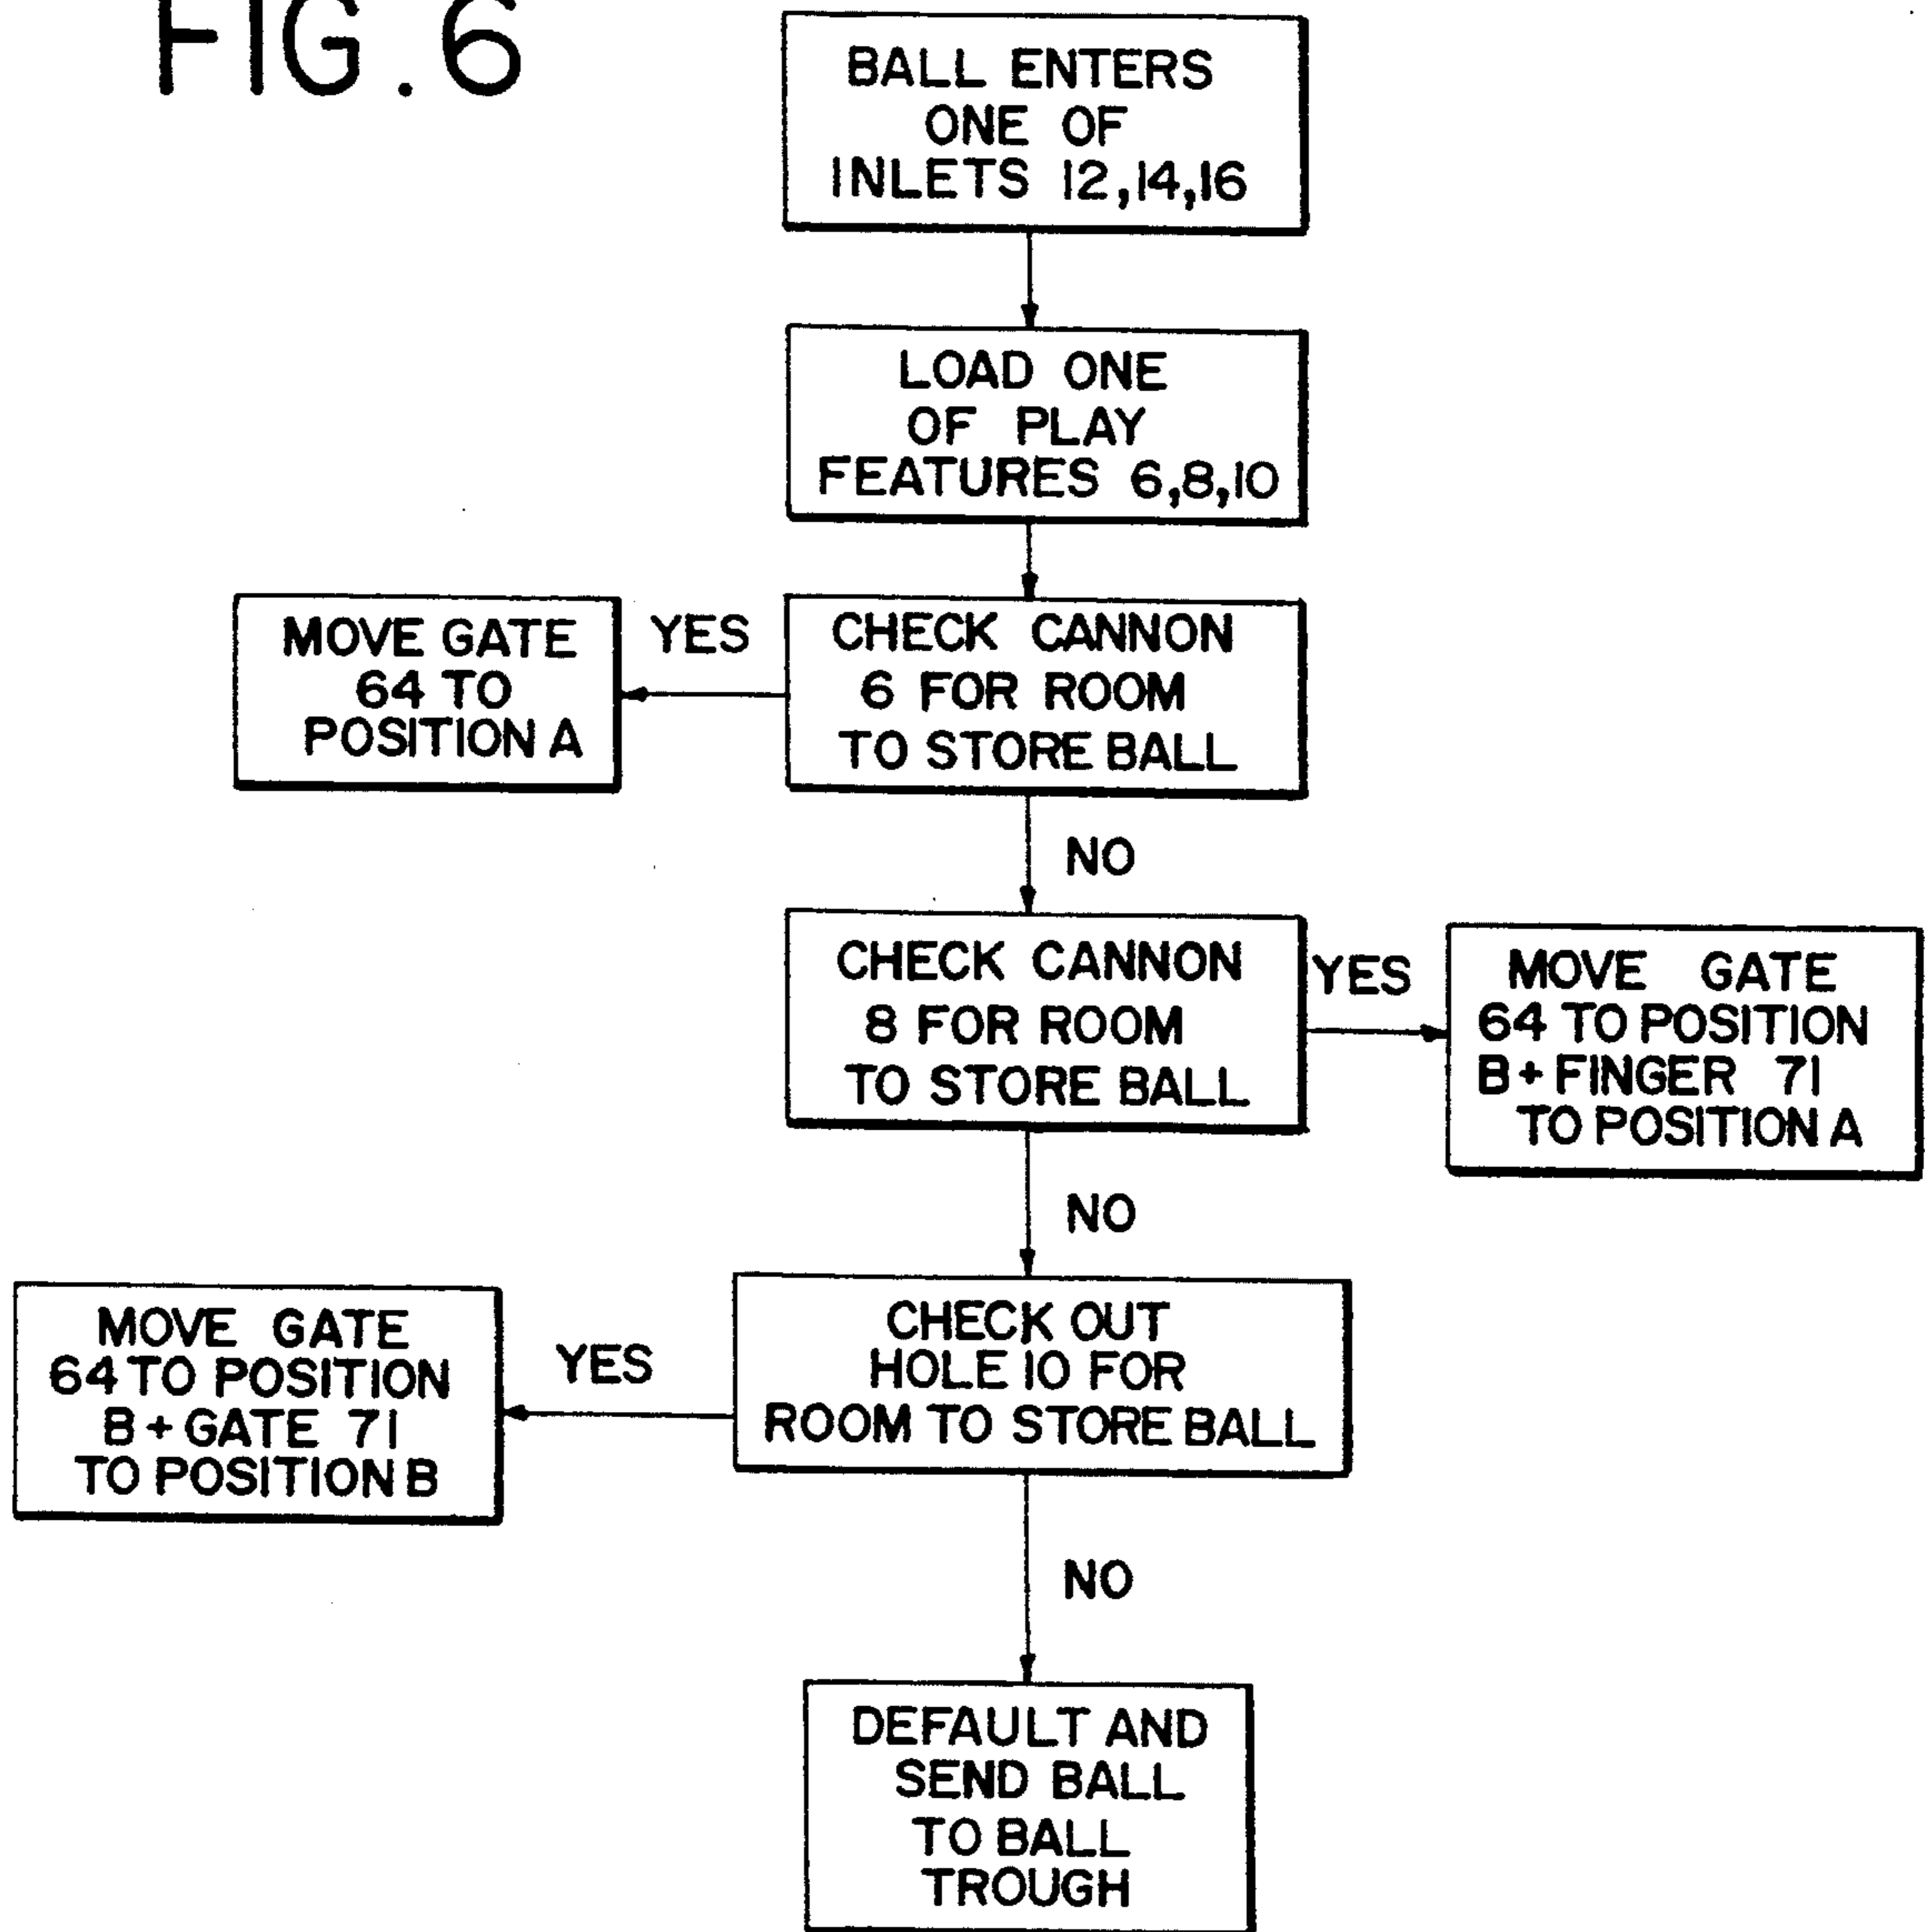 FIG. 6
BALL ENTERS
ONE OF
INLETS 12,14,16
LOAD ONE
OF PLAY
FEATURES 6,8,10
CHECK CANNON
6 FOR ROOM
TO STORE BALL
YES
MOVE GATE
64 TO
POSITION A
NO
CHECK CANNON
8 FOR ROOM
TO STORE BALL
YES
MOVE GATE
64 TO POSITION
B + FINGER 71
TO POSITION A
NO
CHECK OUT
HOLE 10 FOR
ROOM TO STORE BALL
YES
MOVE GATE
64 TO POSITION
B + GATE 71
TO POSITION B
NO
DEFAULT AND
SEND BALL
TO BALL
TROUGH